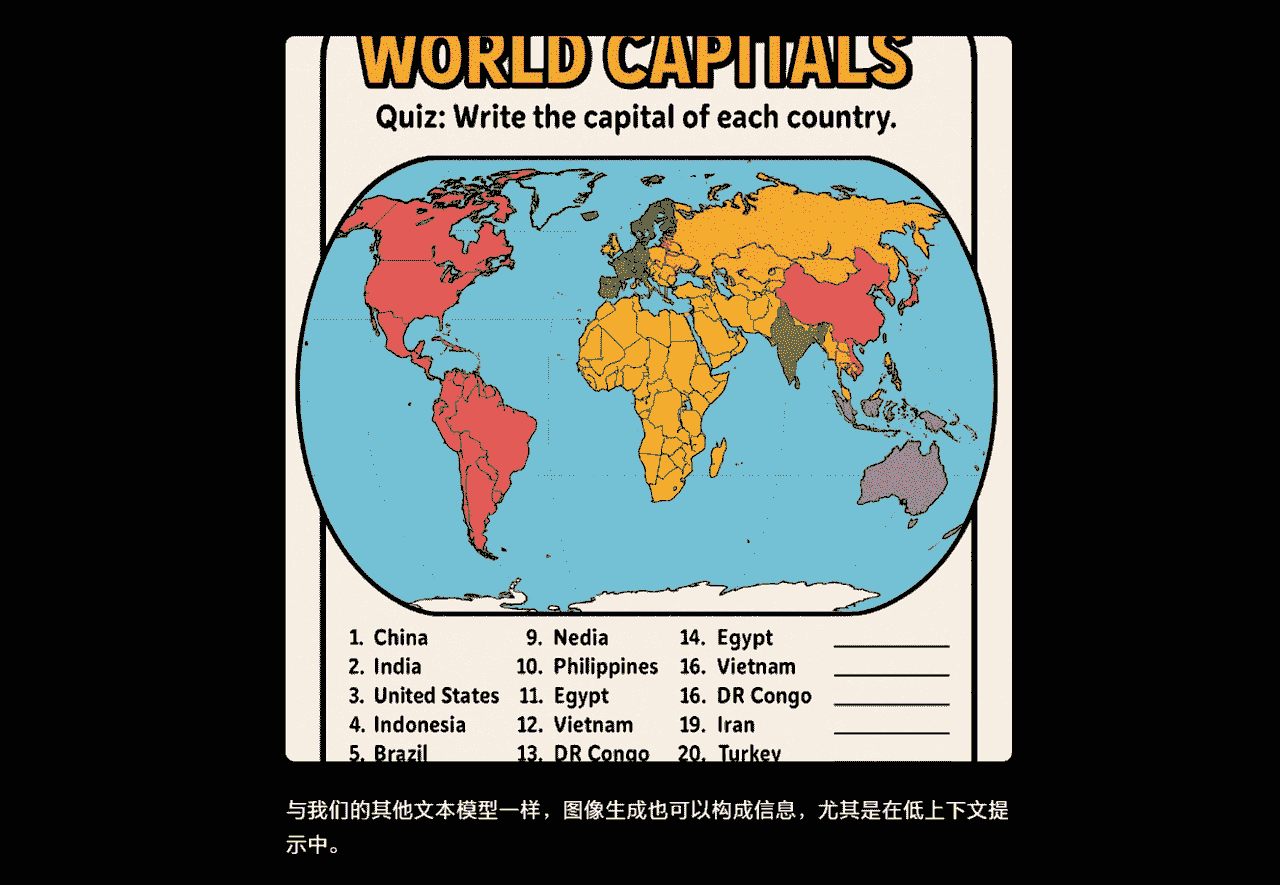 WORLD CAPITALS
Quiz: Write the capital of each country.
1. China
2. India
3. United States
4. Indonesia
5. Brazil
9. Nedia
10. Philippines
11. Egypt
12. Vietnam
13. DR Congo
14. Egypt
16. Vietnam
16. DR Congo
19. Iran
20. Turkey
与我们的其他文本模型一样，图像生成也可以构成信息，尤其是在低上下文提
示中。